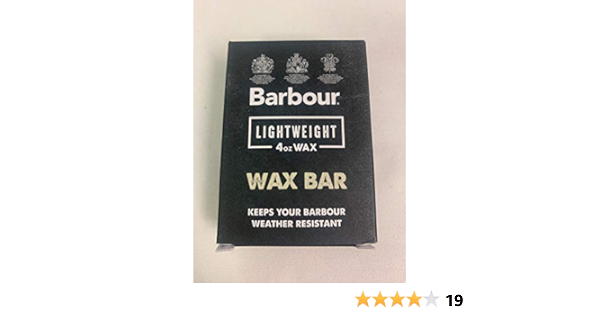 Barbour
LIGHTWEIGHT
4oz WAX
WAX BAR
KEEPS YOUR BARBOUR
WEATHER RESISTANT
19